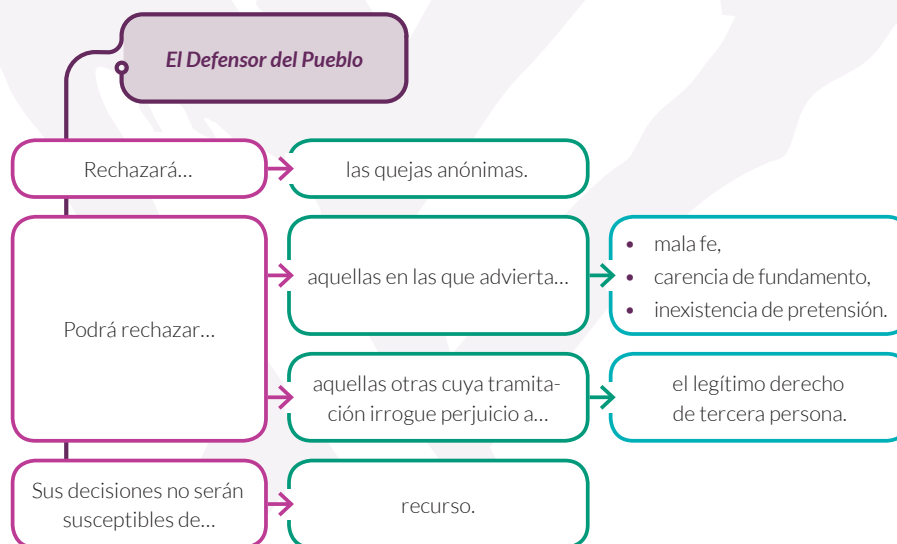 El Defensor del Pueblo
Rechazará...
las quejas anónimas.
Podrá rechazar...
aquellas en las que advierta...
• mala fe,
• carencia de fundamento,
• inexistencia de pretensión.
aquellas otras cuya tramita-
ción irrogue perjuicio a...
el legítimo derecho
de tercera persona.
Sus decisiones no serán
susceptibles de...
recurso.